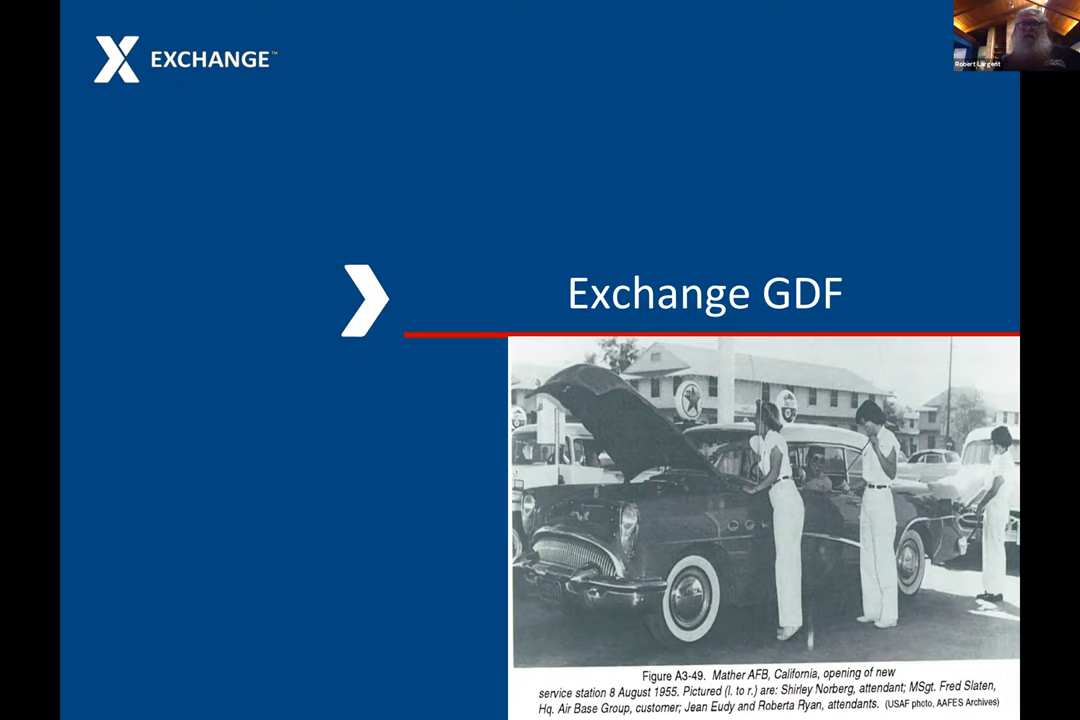 EXCHANGE™
Robert Largent
Exchange GDF
Figure A3-49. Mather AFB, California, opening of new
service station 8 August 1955. Pictured (l. to r.) are: Shirley Norberg, attendant; MSgt. Fred Slaten,
Hq. Air Base Group, customer; Jean Eudy and Roberta Ryan, attendants. (USAF photo, AAFES Archives)